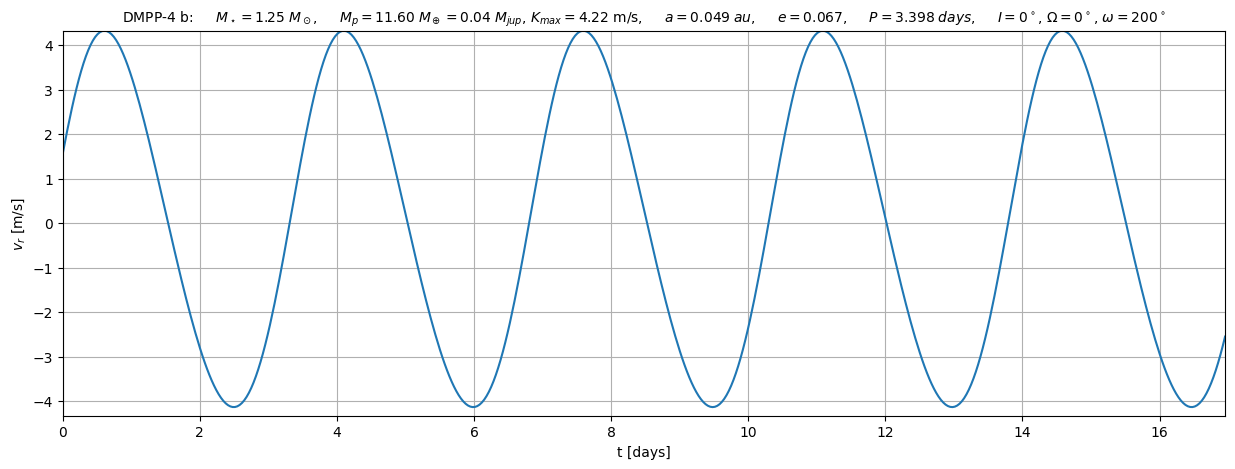 DMPP-4 b: M⋆ = 1.25 M⊙, Mp = 11.60 M⊕ = 0.04 Mjup, Kmax = 4.22 m/s, a = 0.049 au, e = 0.067, P = 3.398 days, I = 0°, Ω = 0°, ω = 200°
4
3
2
1
0
−1
−2
−3
−4
vr [m/s]
0 2 4 6 8 10 12 14 16
t [days]